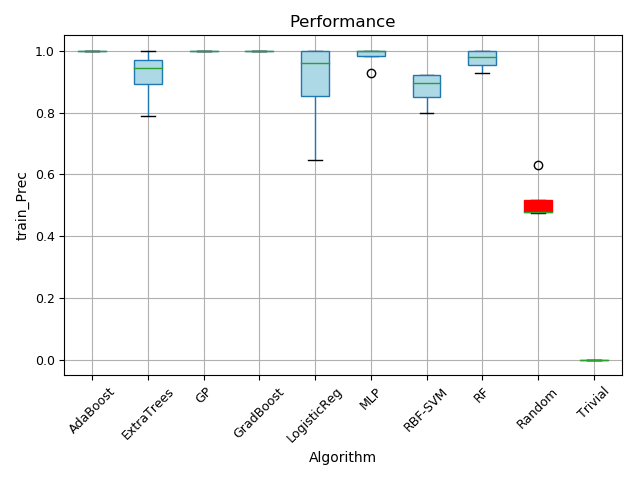 Performance
train_Prec
1.0
0.8
0.6
0.4
0.2
0.0
AdaBoost
ExtraTrees
GP
GradBoost
LogisticReg
MLP
RBF-SVM
RF
Random
Trivial
Algorithm